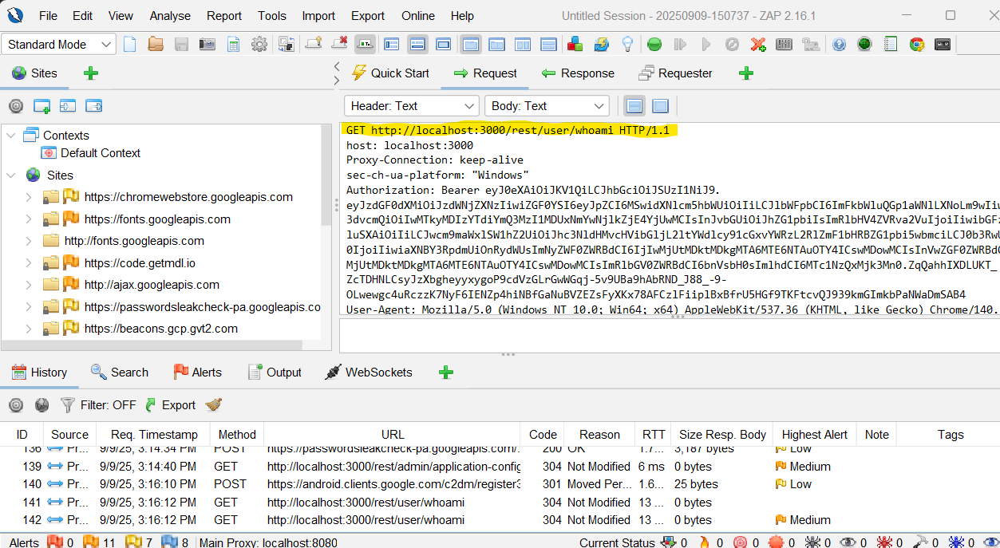 File Edit View Analyse Report Tools Import Export Online Help Untitled Session - 20250909-150737 - ZAP 2.16.1
Standard Mode
Sites Quick Start Request Response Requester
Header: Text Body: Text
Contexts
Default Context
Sites
https://chromewebstore.googleapis.com
https://fonts.googleapis.com
http://fonts.googleapis.com
https://code.getmdl.io
http://ajax.googleapis.com
https://passwordsleakcheck-pa.googleapis.co
https://beacons.gcp.gvt2.com
GET http://localhost:3000/rest/user/whoami HTTP/1.1
host: localhost:3000
Proxy-Connection: keep-alive
sec-ch-ua-platform: "Windows"
Authorization: Bearer eyJ0eXAiOiJKV1QiLCJhbGciOiJSUzI1NiJ9.
User-Agent: Mozilla/5.0 (Windows NT 10.0; Win64; x64) AppleWebKit/537.36 (KHTML, like Gecko) Chrome/140.
History Search Alerts Output WebSockets
Filter: OFF Export
ID Source Req. Timestamp Method URL Code Reason RTT Size Resp. Body Highest Alert Note Tags
136 Pr... 9/9/25, 3:14:34 PM POST https://passwordsleakcheck-pa.googleapis.com/. 200 OK 1.7... 3,187 bytes Low
139 Pr... 9/9/25, 3:14:40 PM GET http://localhost:3000/rest/admin/application-config 304 Not Modified 6 ms 0 bytes Medium
140 Pr... 9/9/25, 3:16:10 PM POST https://android.clients.google.com/c2dm/register3 301 Moved Per... 1.6... 25 bytes Low
141 Pr... 9/9/25, 3:16:12 PM GET http://localhost:3000/rest/user/whoami 304 Not Modified 13 ... 0 bytes
142 Pr... 9/9/25, 3:16:12 PM GET http://localhost:3000/rest/user/whoami 304 Not Modified 13 ... 0 bytes Medium
Alerts 0 11 7 8 Main Proxy: localhost:8080 Current Status 0 0 0 0 0 0 0 0 0